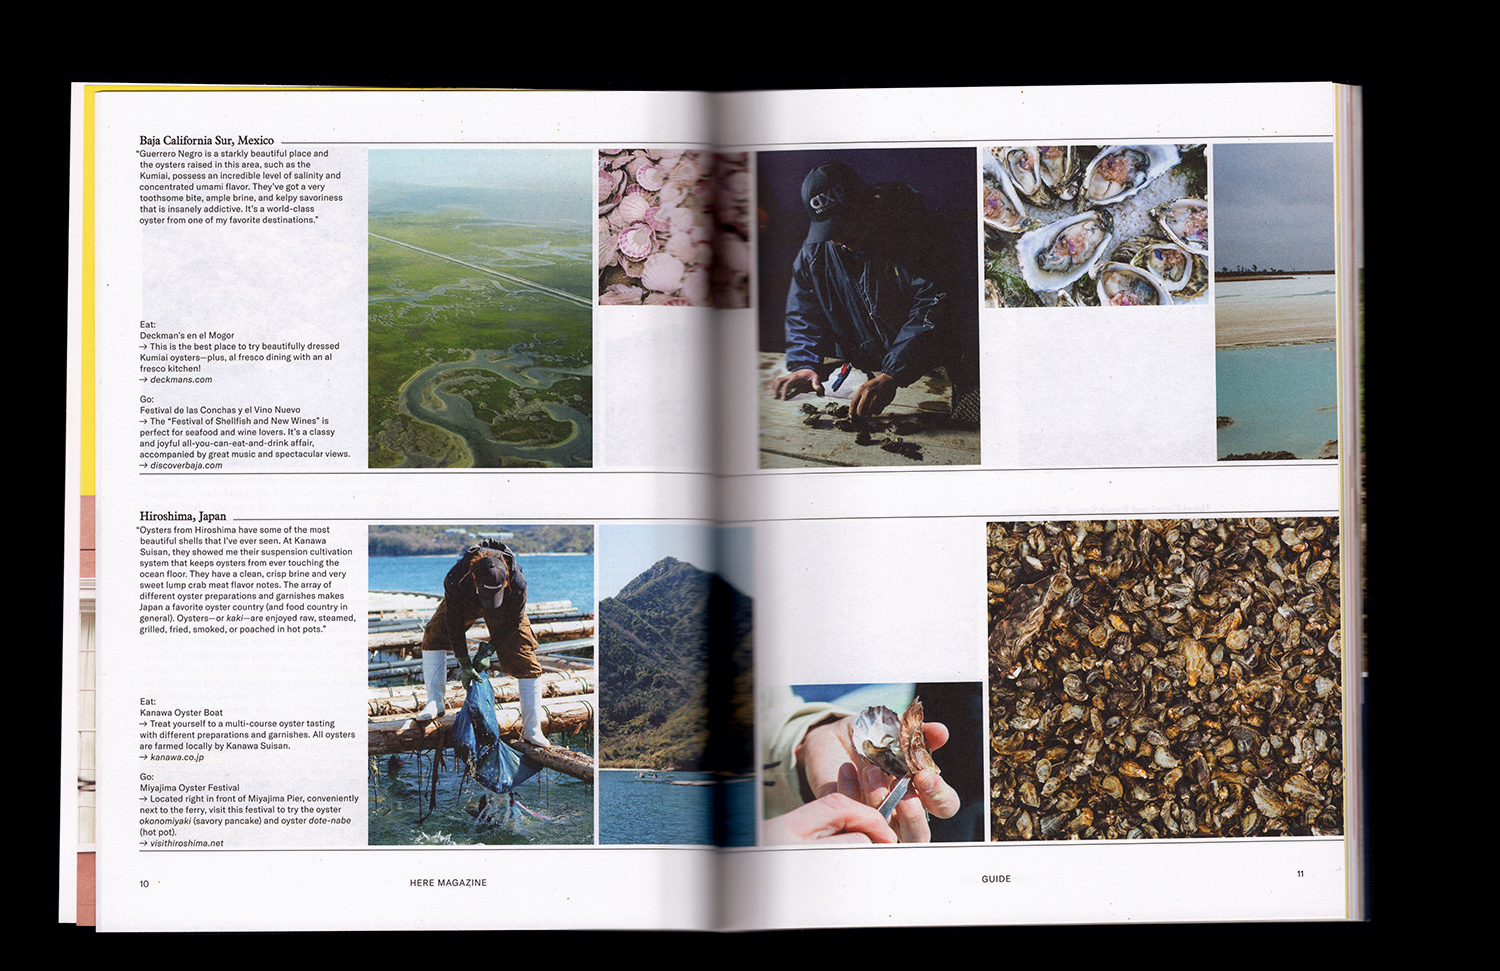 Baja California Sur, Mexico
“Guerrero Negro is a starkly beautiful place and
the oysters raised in this area, such as the
Kumiai, possess an incredible level of salinity and
concentrated umami flavor. They’ve got a very
toothsome bite, ample brine, and kelpy savoriness
that is insanely addictive. It’s a world-class
oyster from one of my favorite destinations.”
Eat:
Deckman’s en el Mogor
→ This is the best place to try beautifully dressed
Kumiai oysters—plus, al fresco dining with an al
fresco kitchen!
→ deckmans.com
Go:
Festival de las Conchas y el Vino Nuevo
→ The “Festival of Shellfish and New Wines” is
perfect for seafood and wine lovers. It’s a classy
and joyful all-you-can-eat-and-drink affair,
accompanied by great music and spectacular views.
→ discoverbaja.com
Hiroshima, Japan
“Oysters from Hiroshima have some of the most
beautiful shells that I’ve ever seen. At Kanawa
Suisan, they showed me their suspension cultivation
system that keeps oysters from ever touching the
ocean floor. They have a clean, crisp brine and very
sweet lump crab meat flavor notes. The array of
different oyster preparations and garnishes makes
Japan a favorite oyster country (and food country in
general). Oysters—or kaki—are enjoyed raw, steamed,
grilled, fried, smoked, or poached in hot pots.”
Eat:
Kanawa Oyster Boat
→ Treat yourself to a multi-course oyster tasting
with different preparations and garnishes. All oysters
are farmed locally by Kanawa Suisan.
→ kanawa.co.jp
Go:
Miyajima Oyster Festival
→ Located right in front of Miyajima Pier, conveniently
next to the ferry, visit this festival to try the oyster
okonomiyaki (savory pancake) and oyster dote-nabe
(hot pot).
→ visithiroshima.net
10
HERE MAGAZINE
GUIDE
11